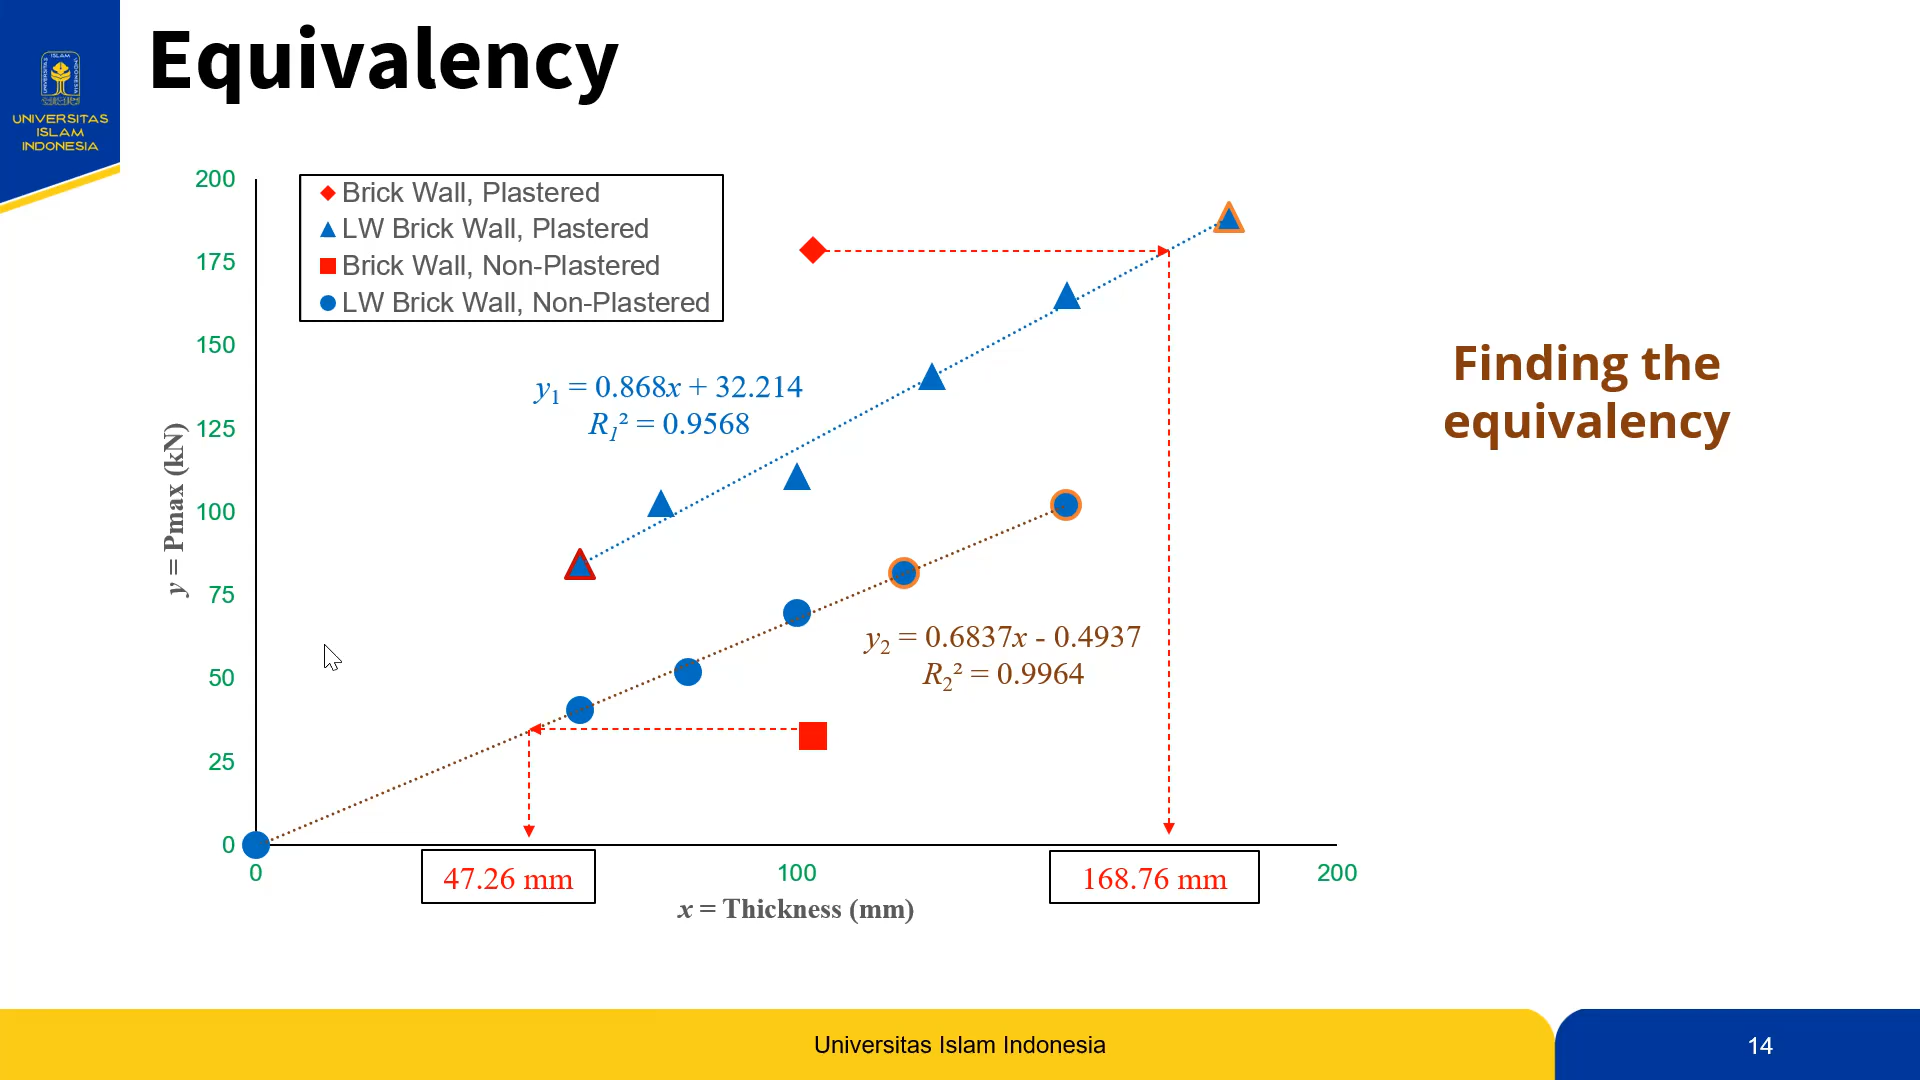 Equivalency
UNIVERSITAS
ISLAM
INDONESIA
200
175
150
125
100
75
50
25
0
y = Pmax (kN)
Brick Wall, Plastered
LW Brick Wall, Plastered
Brick Wall, Non-Plastered
LW Brick Wall, Non-Plastered
y₁ = 0.868x + 32.214
R₁² = 0.9568
y₂ = 0.6837x - 0.4937
R₂² = 0.9964
0
47.26 mm
100
168.76 mm
200
x = Thickness (mm)
Finding the
equivalency
Universitas Islam Indonesia
14